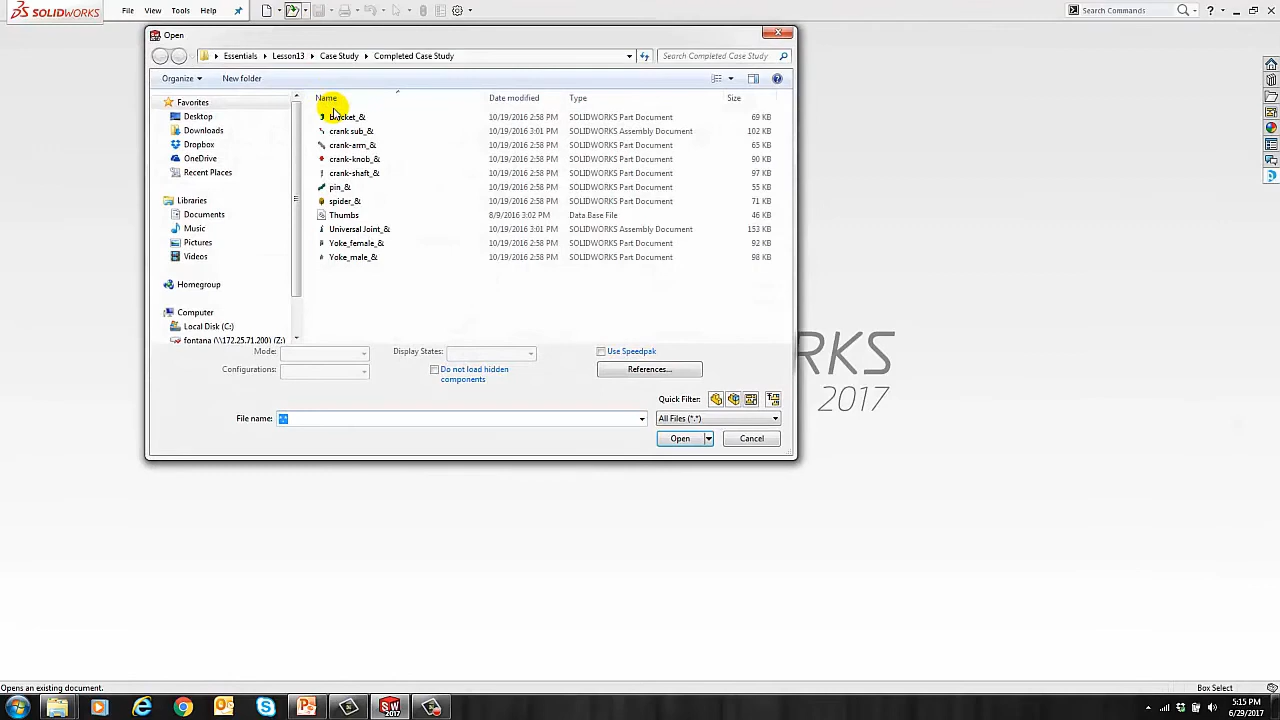 SOLIDWORKS File View Tools Help Search Commands
Open
Essentials Lesson13 Case Study Completed Case Study Search Completed Case Study
Organize New folder
Name Date modified Type Size
Favorites
Desktop
Downloads
Dropbox
OneDrive
Recent Places
Libraries
Documents
Music
Pictures
Videos
Homegroup
Computer
Local Disk (C:)
fontana (\\172.25.71.200) (Z:)
bracket_& 10/19/2016 2:58 PM SOLIDWORKS Part Document 69 KB
crank sub_& 10/19/2016 3:01 PM SOLIDWORKS Assembly Document 102 KB
crank-arm_& 10/19/2016 2:58 PM SOLIDWORKS Part Document 65 KB
crank-knob_& 10/19/2016 2:58 PM SOLIDWORKS Part Document 90 KB
crank-shaft_& 10/19/2016 2:58 PM SOLIDWORKS Part Document 97 KB
pin_& 10/19/2016 2:58 PM SOLIDWORKS Part Document 55 KB
spider_& 10/19/2016 2:58 PM SOLIDWORKS Part Document 71 KB
Thumbs 8/9/2016 3:02 PM Data Base File 46 KB
Universal Joint_& 10/19/2016 3:01 PM SOLIDWORKS Assembly Document 153 KB
Yoke_female_& 10/19/2016 2:58 PM SOLIDWORKS Part Document 92 KB
Yoke_male_& 10/19/2016 2:58 PM SOLIDWORKS Part Document 98 KB
Mode: Display States: Use Speedpak
Configurations: Do not load hidden components References...
Quick Filter:
File name: *.* All Files (*.*)
Open Cancel
RKS
2017
Opens an existing document. Box Select
SW 2017
5:15 PM
6/29/2017